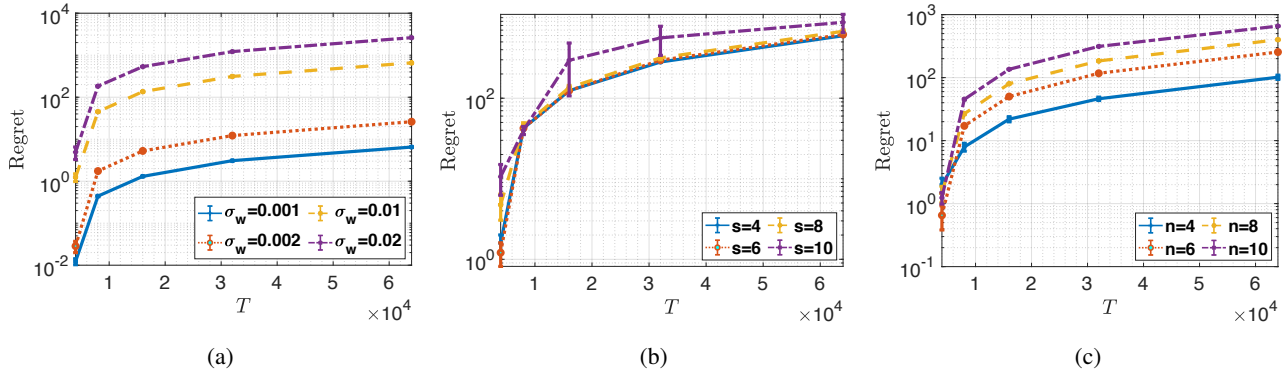 Regret
10^4
10^2
10^0
10^-2
σ_w=0.001
σ_w=0.01
σ_w=0.002
σ_w=0.02
1 2 3 4 5 6
T
×10^4
(a)
Regret
10^2
10^0
s=4
s=8
s=6
s=10
1 2 3 4 5 6
T
×10^4
(b)
Regret
10^3
10^2
10^1
10^0
10^-1
n=4
n=8
n=6
n=10
1 2 3 4 5 6
T
×10^4
(c)